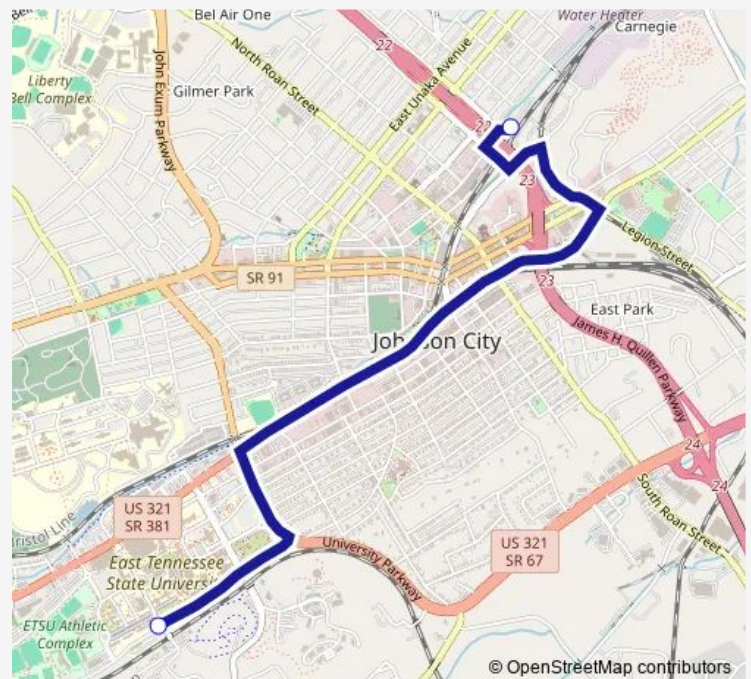 Bel Air One
Water Heater
Carnegie
22
North Roan Street
East Unaka Avenue
Liberty
Bell Complex
John Exum Parkway
Gilmer Park
22
23
Legion Street
SR 91
23
East Park
Johnson City
James H. Quillen Parkway
24
24
US 321
SR 381
South Roan Street
University Parkway
US 321
SR 67
East Tennessee
State Universi
ETSU Athletic
Complex
© OpenStreetMap contributors